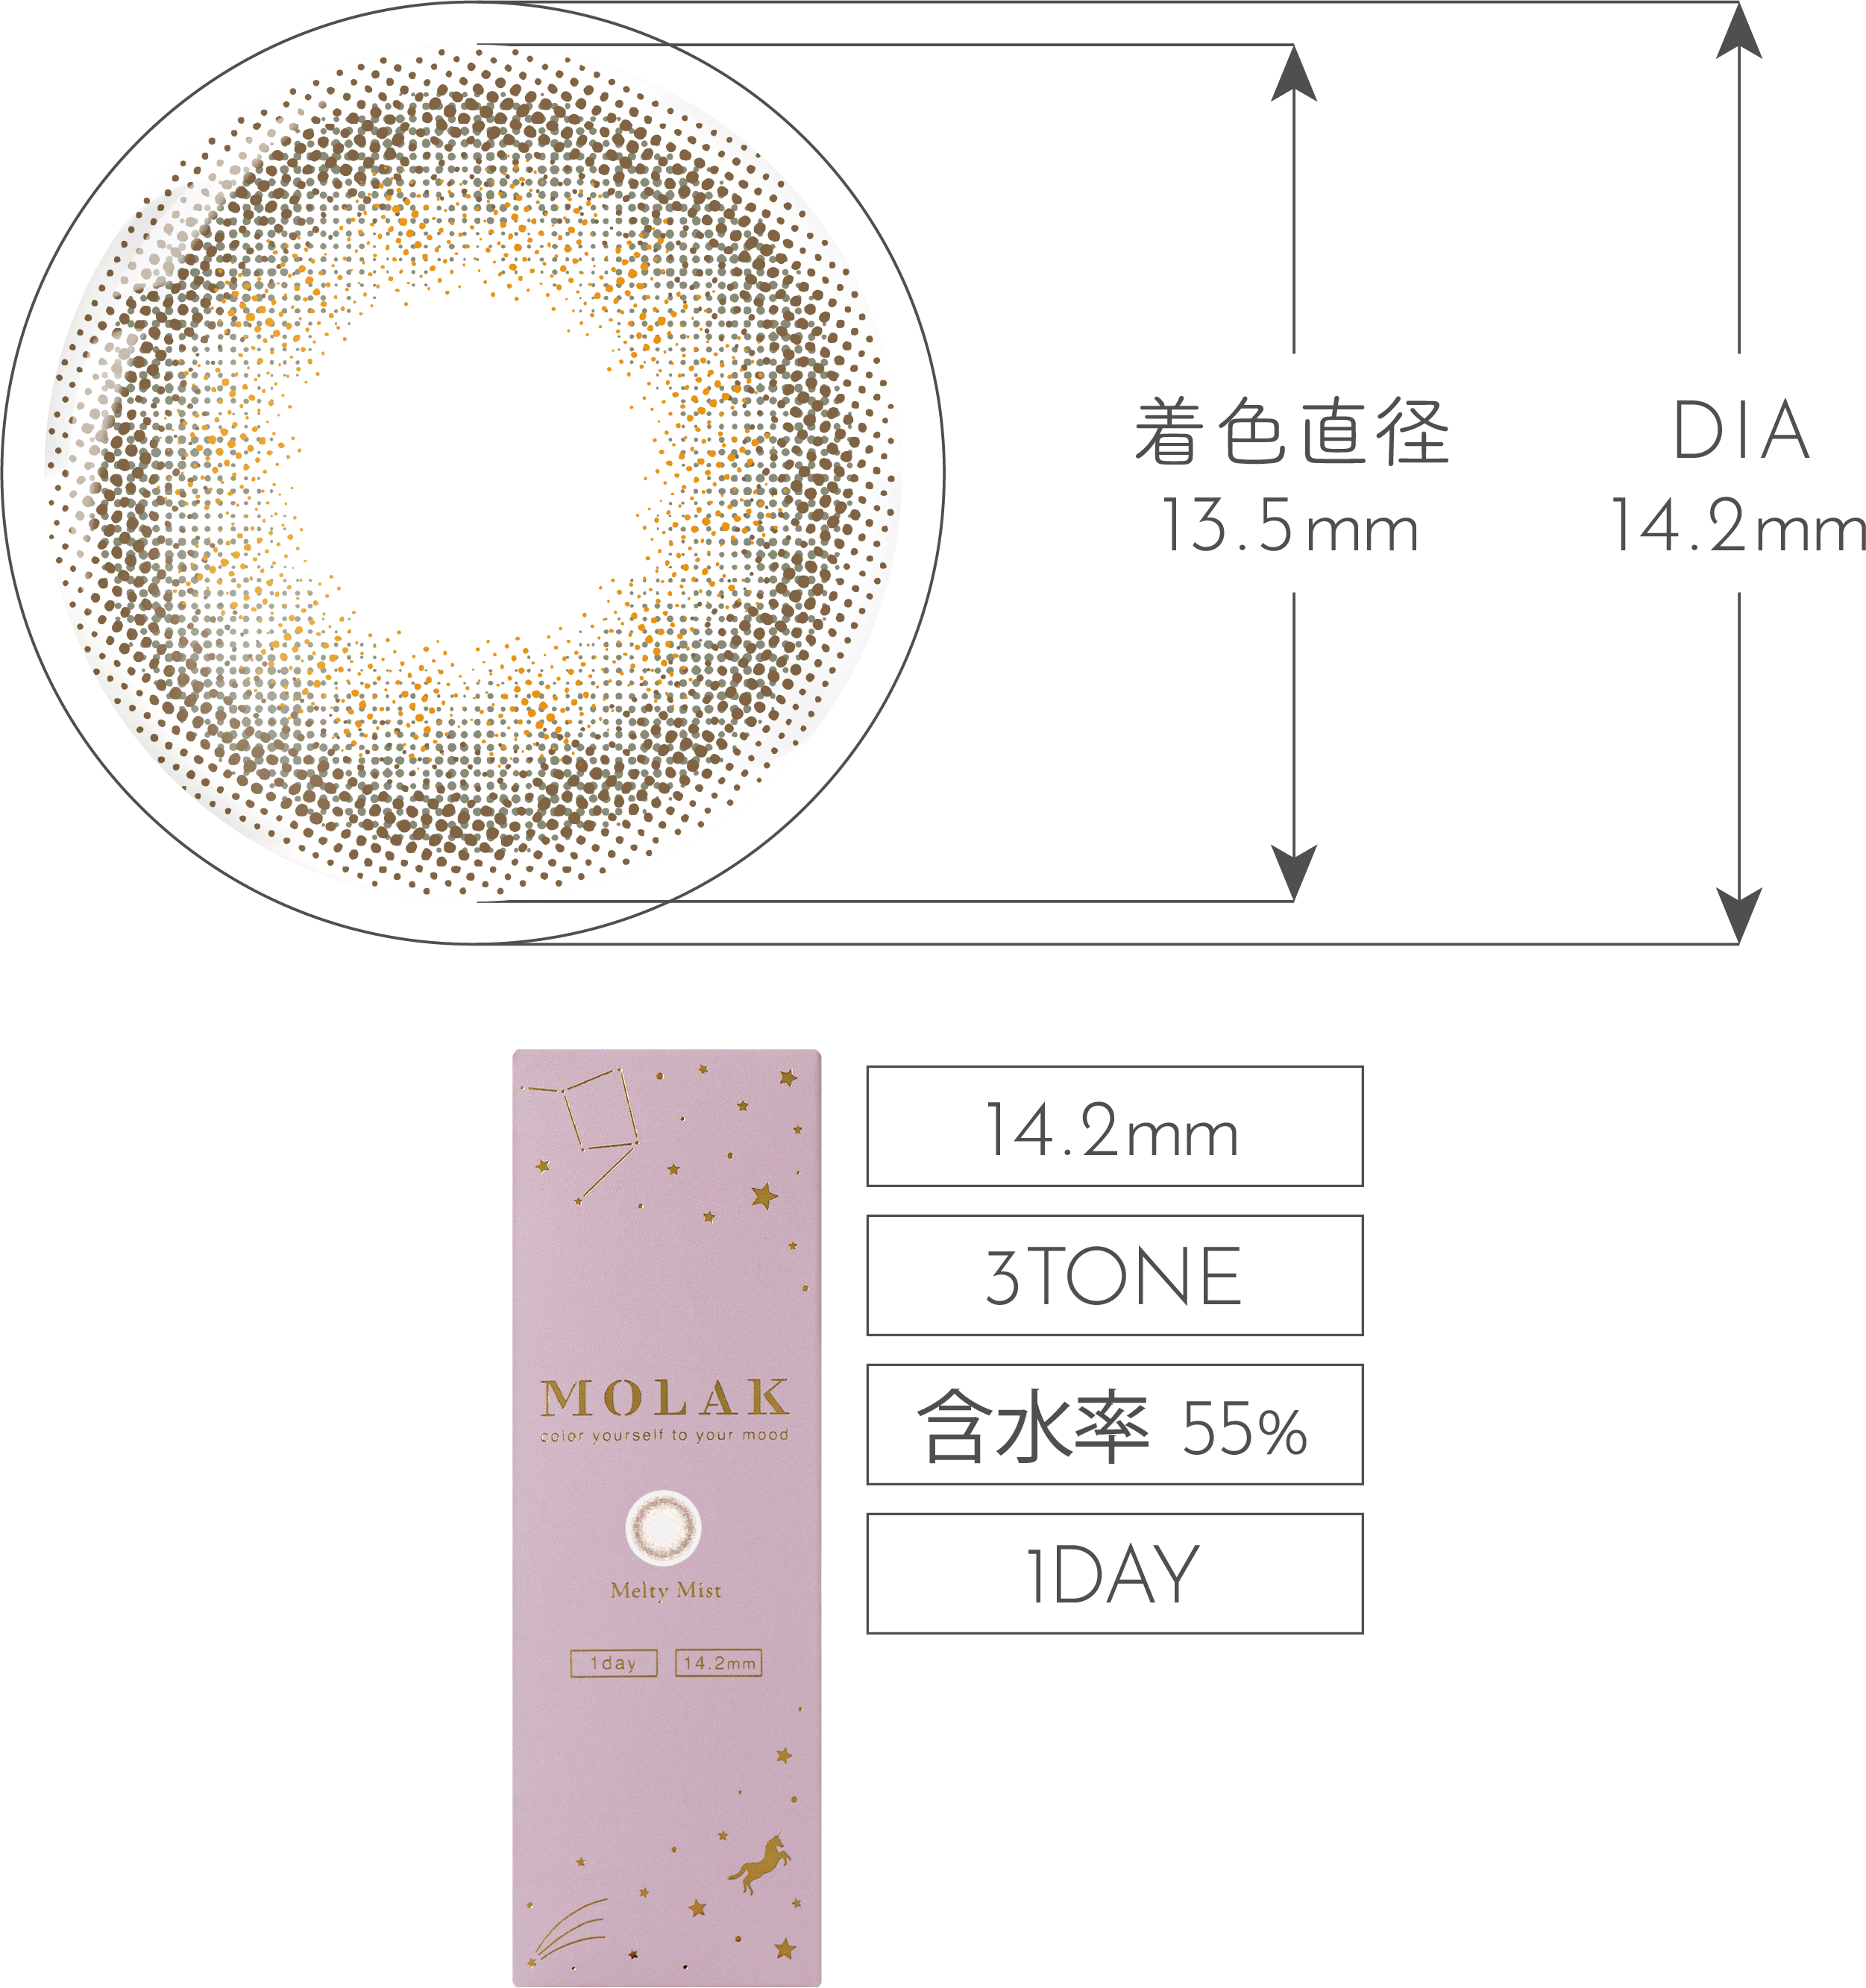 着色直径
13.5mm
DIA
14.2mm
MOLAK
color yourself to your mood
Melty Mist
1day
14.2mm
14.2mm
3TONE
含水率 55%
1DAY